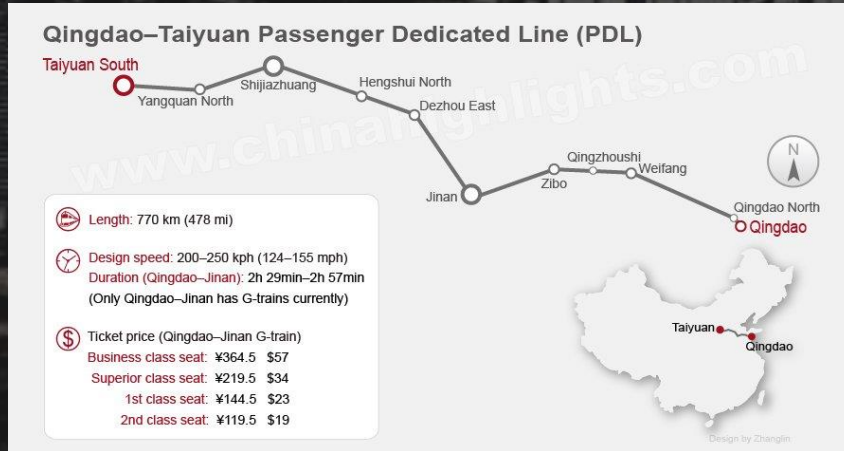 Qingdao–Taiyuan Passenger Dedicated Line (PDL)
Taiyuan South
Yangquan North
Shijiazhuang
Hengshui North
Dezhou East
Jinan
Zibo
Qingzhoushi
Weifang
Qingdao North
Qingdao
N
www.chinahighlights.com
Length: 770 km (478 mi)
Design speed: 200–250 kph (124–155 mph)
Duration (Qingdao–Jinan): 2h 29min–2h 57min
(Only Qingdao–Jinan has G-trains currently)
$ Ticket price (Qingdao–Jinan G-train)
Business class seat: ¥364.5 $57
Superior class seat: ¥219.5 $34
1st class seat: ¥144.5 $23
2nd class seat: ¥119.5 $19
Taiyuan
Qingdao
Design by Zhanglin